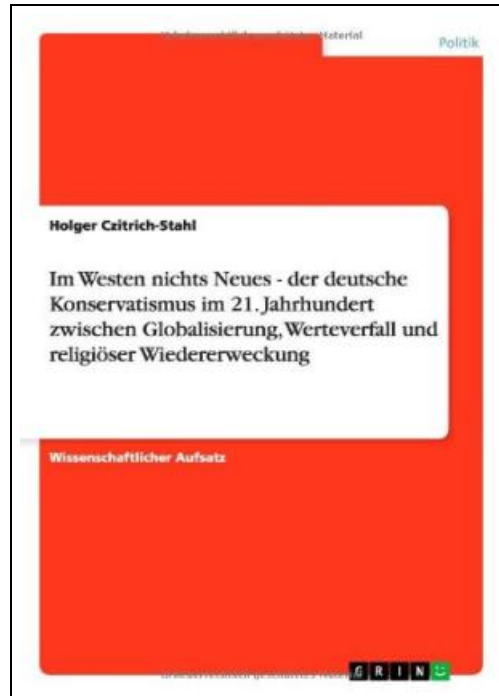 Politik
Holger Czitrich-Stahl
Im Westen nichts Neues - der deutsche
Konservatismus im 21. Jahrhundert
zwischen Globalisierung, Werteverfall und
religiöser Wiedererweckung
Wissenschaftlicher Aufsatz
GRIN